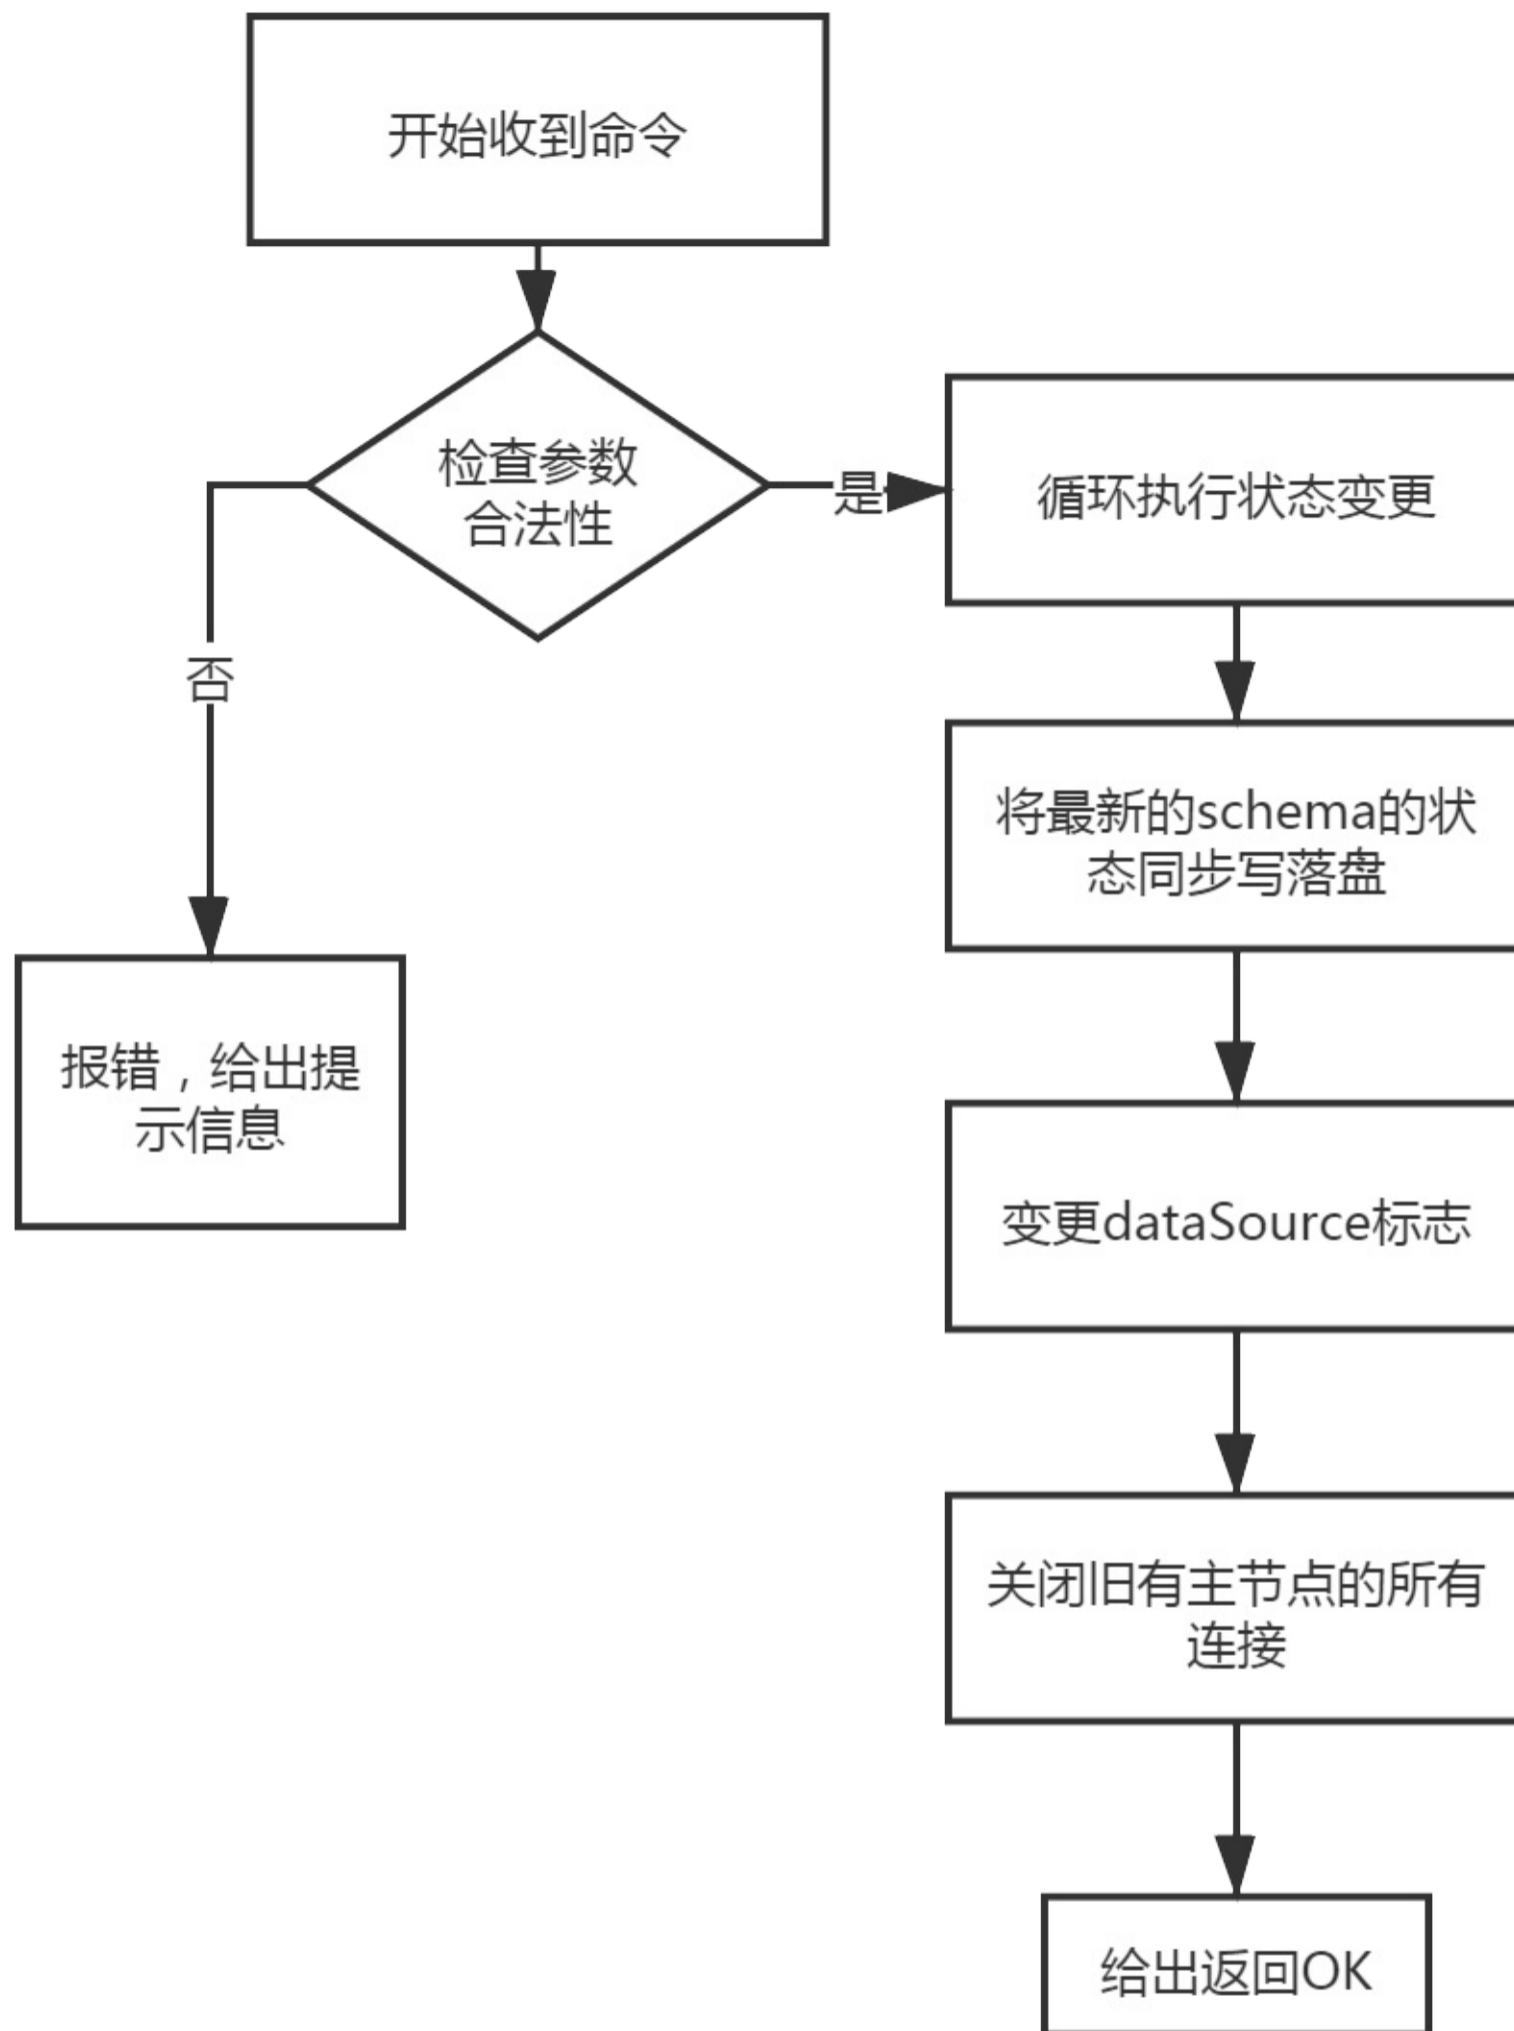 开始收到命令
检查参数
合法性
是
循环执行状态变更
否
将最新的schema的状
态同步写落盘
报错，给出提
示信息
变更dataSource标志
关闭旧有主节点的所有
连接
给出返回OK